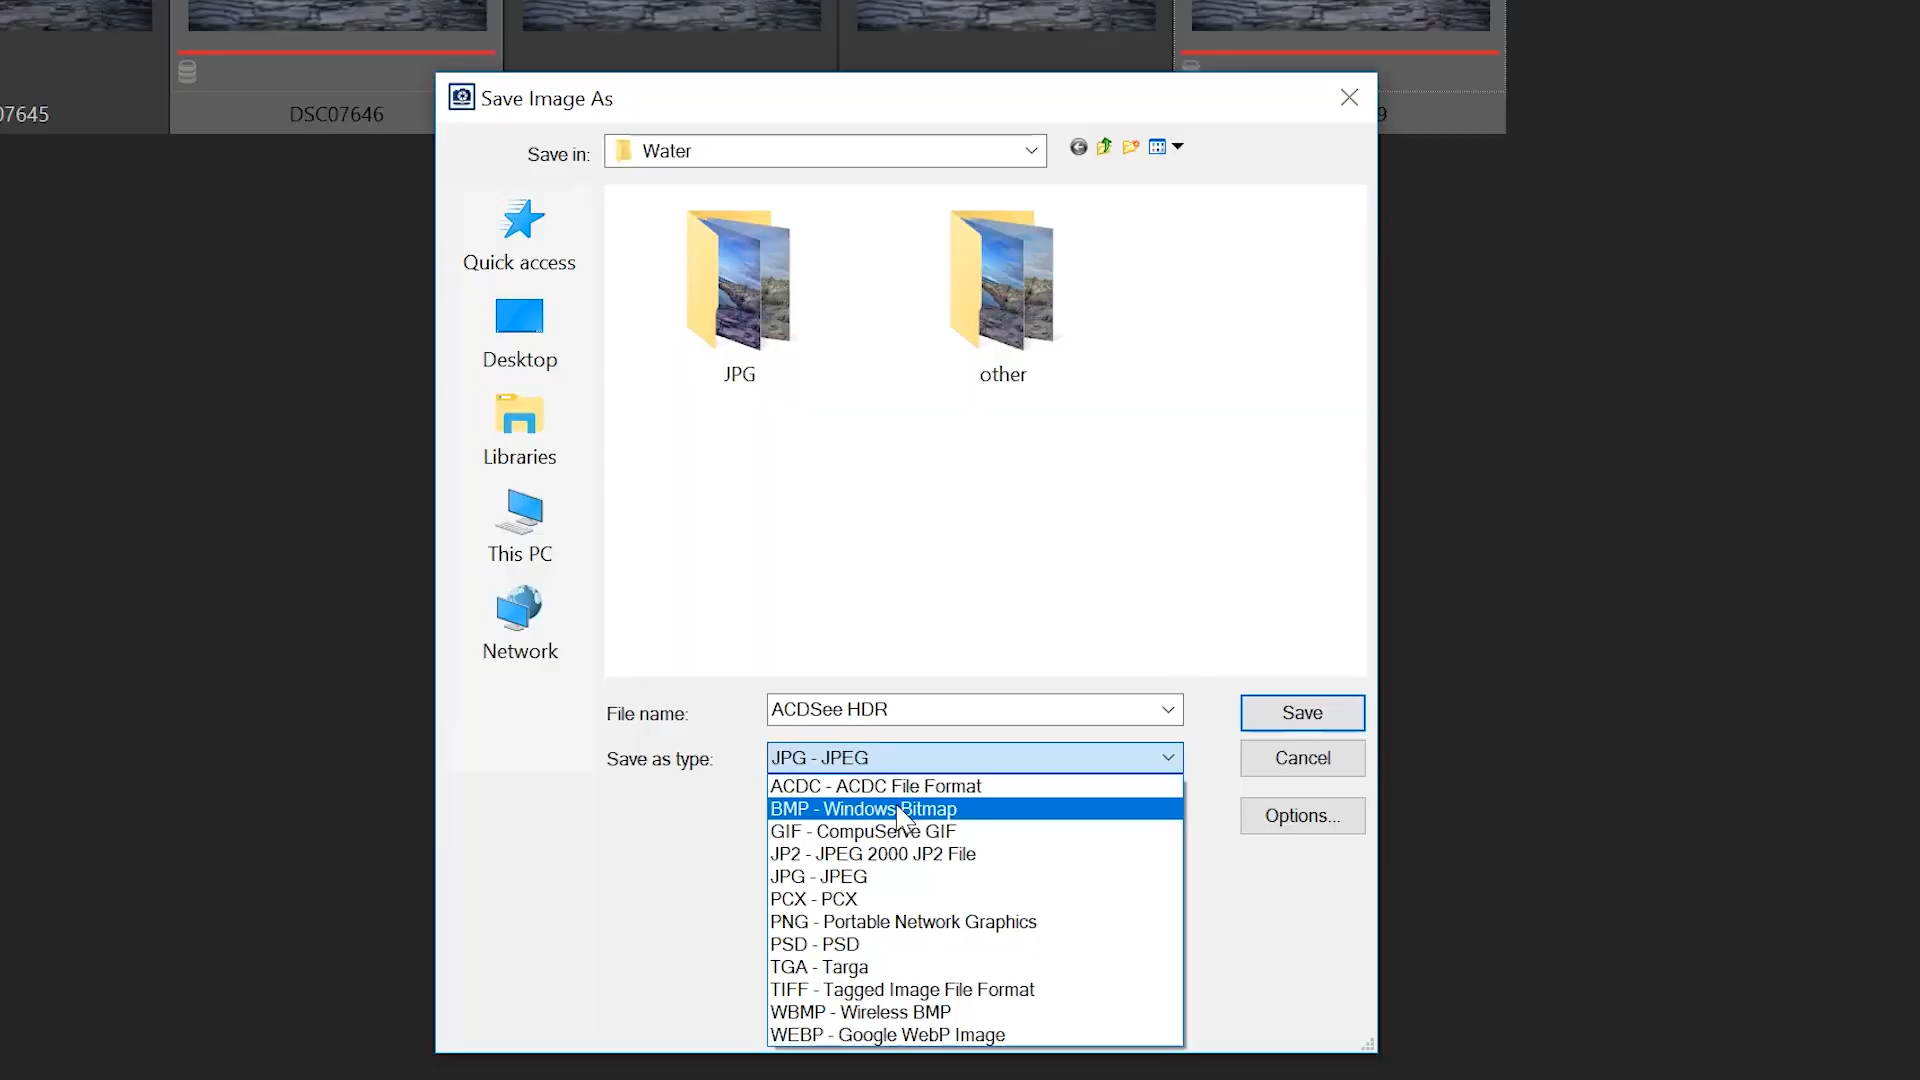 07645
DSC07646
9
Save Image As
Save in:
Water
Quick access
Desktop
Libraries
This PC
Network
JPG
other
File name:
ACDSee HDR
Save
Save as type:
JPG - JPEG
Cancel
Options...
ACDC - ACDC File Format
BMP - Windows Bitmap
GIF - CompuServe GIF
JP2 - JPEG 2000 JP2 File
JPG - JPEG
PCX - PCX
PNG - Portable Network Graphics
PSD - PSD
TGA - Targa
TIFF - Tagged Image File Format
WBMP - Wireless BMP
WEBP - Google WebP Image